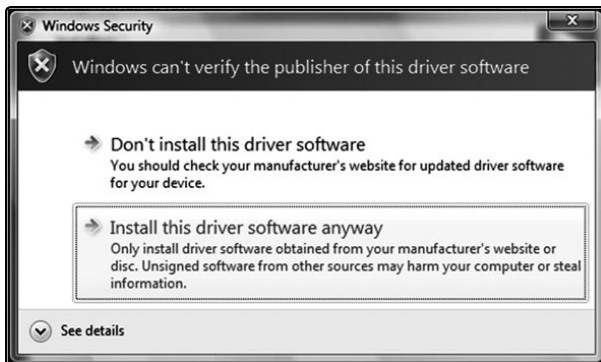 Windows Security
Windows can't verify the publisher of this driver software
Don't install this driver software
You should check your manufacturer's website for updated driver software
for your device.
Install this driver software anyway
Only install driver software obtained from your manufacturer's website or
disc. Unsigned software from other sources may harm your computer or steal
information.
See details